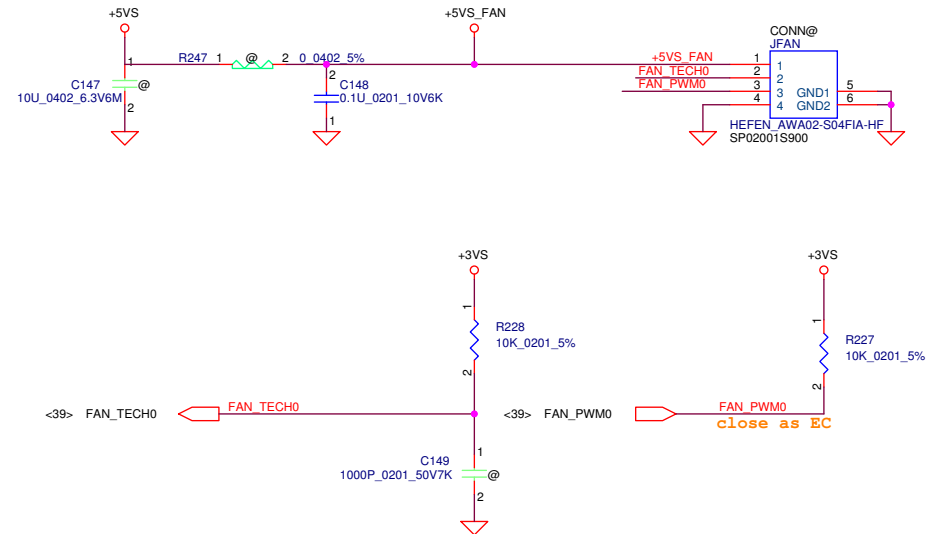 +5VS
+5VS_FAN
R247 1 @ 2 0_0402_5%
1
C147
@
10U_0402_6.3V6M
2
2
C148
0.1U_0201_10V6K
1
CONN@
JFAN
+5VS_FAN 1 1
FAN_TECH0 2 2
FAN_PWM0 3 3 GND1 5
4 4 GND2 6
HEFEN_AWA02-S04FIA-HF
SP02001S900
+3VS
1
R228
10K_0201_5%
2
<39> FAN_TECH0 FAN_TECH0
1
C149
1000P_0201_50V7K
@
2
+3VS
1
R227
10K_0201_5%
2
<39> FAN_PWM0 FAN_PWM0
close as EC